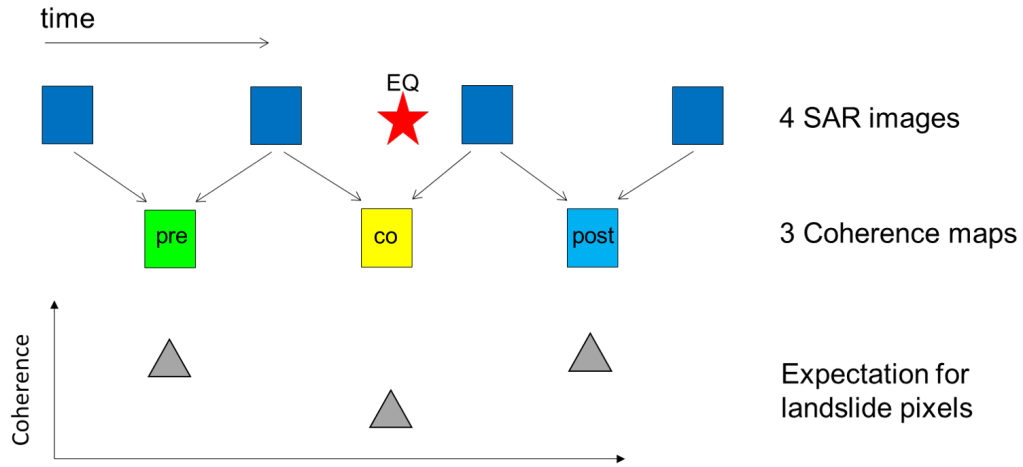 time
EQ
4 SAR images
pre
co
post
3 Coherence maps
Coherence
Expectation for
landslide pixels